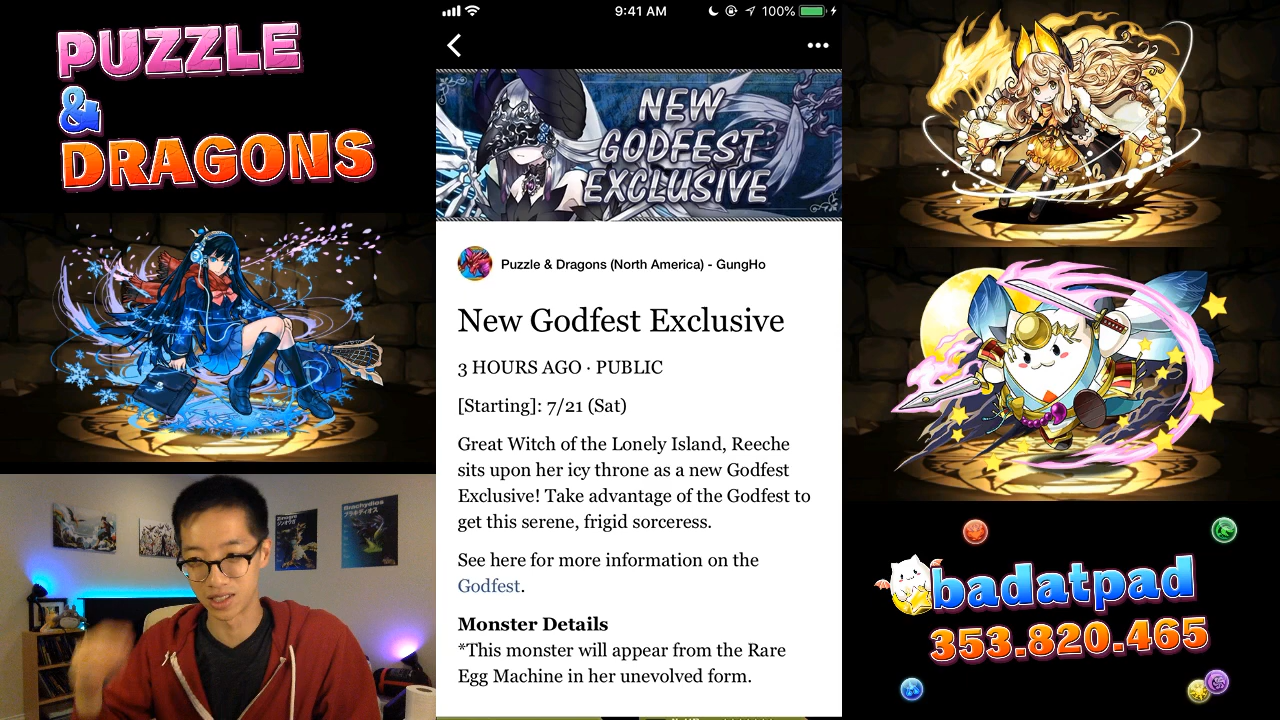 PUZZLE
&
DRAGONS
9:41 AM
100%
NEW
GODFEST
EXCLUSIVE
Puzzle & Dragons (North America) - GungHo
New Godfest Exclusive
3 HOURS AGO · PUBLIC
[Starting]: 7/21 (Sat)
Great Witch of the Lonely Island, Reeche
sits upon her icy throne as a new Godfest
Exclusive! Take advantage of the Godfest to
get this serene, frigid sorceress.
See here for more information on the
Godfest.
Monster Details
*This monster will appear from the Rare
Egg Machine in her unevolved form.
Brachydios
badatpad
353.820.465